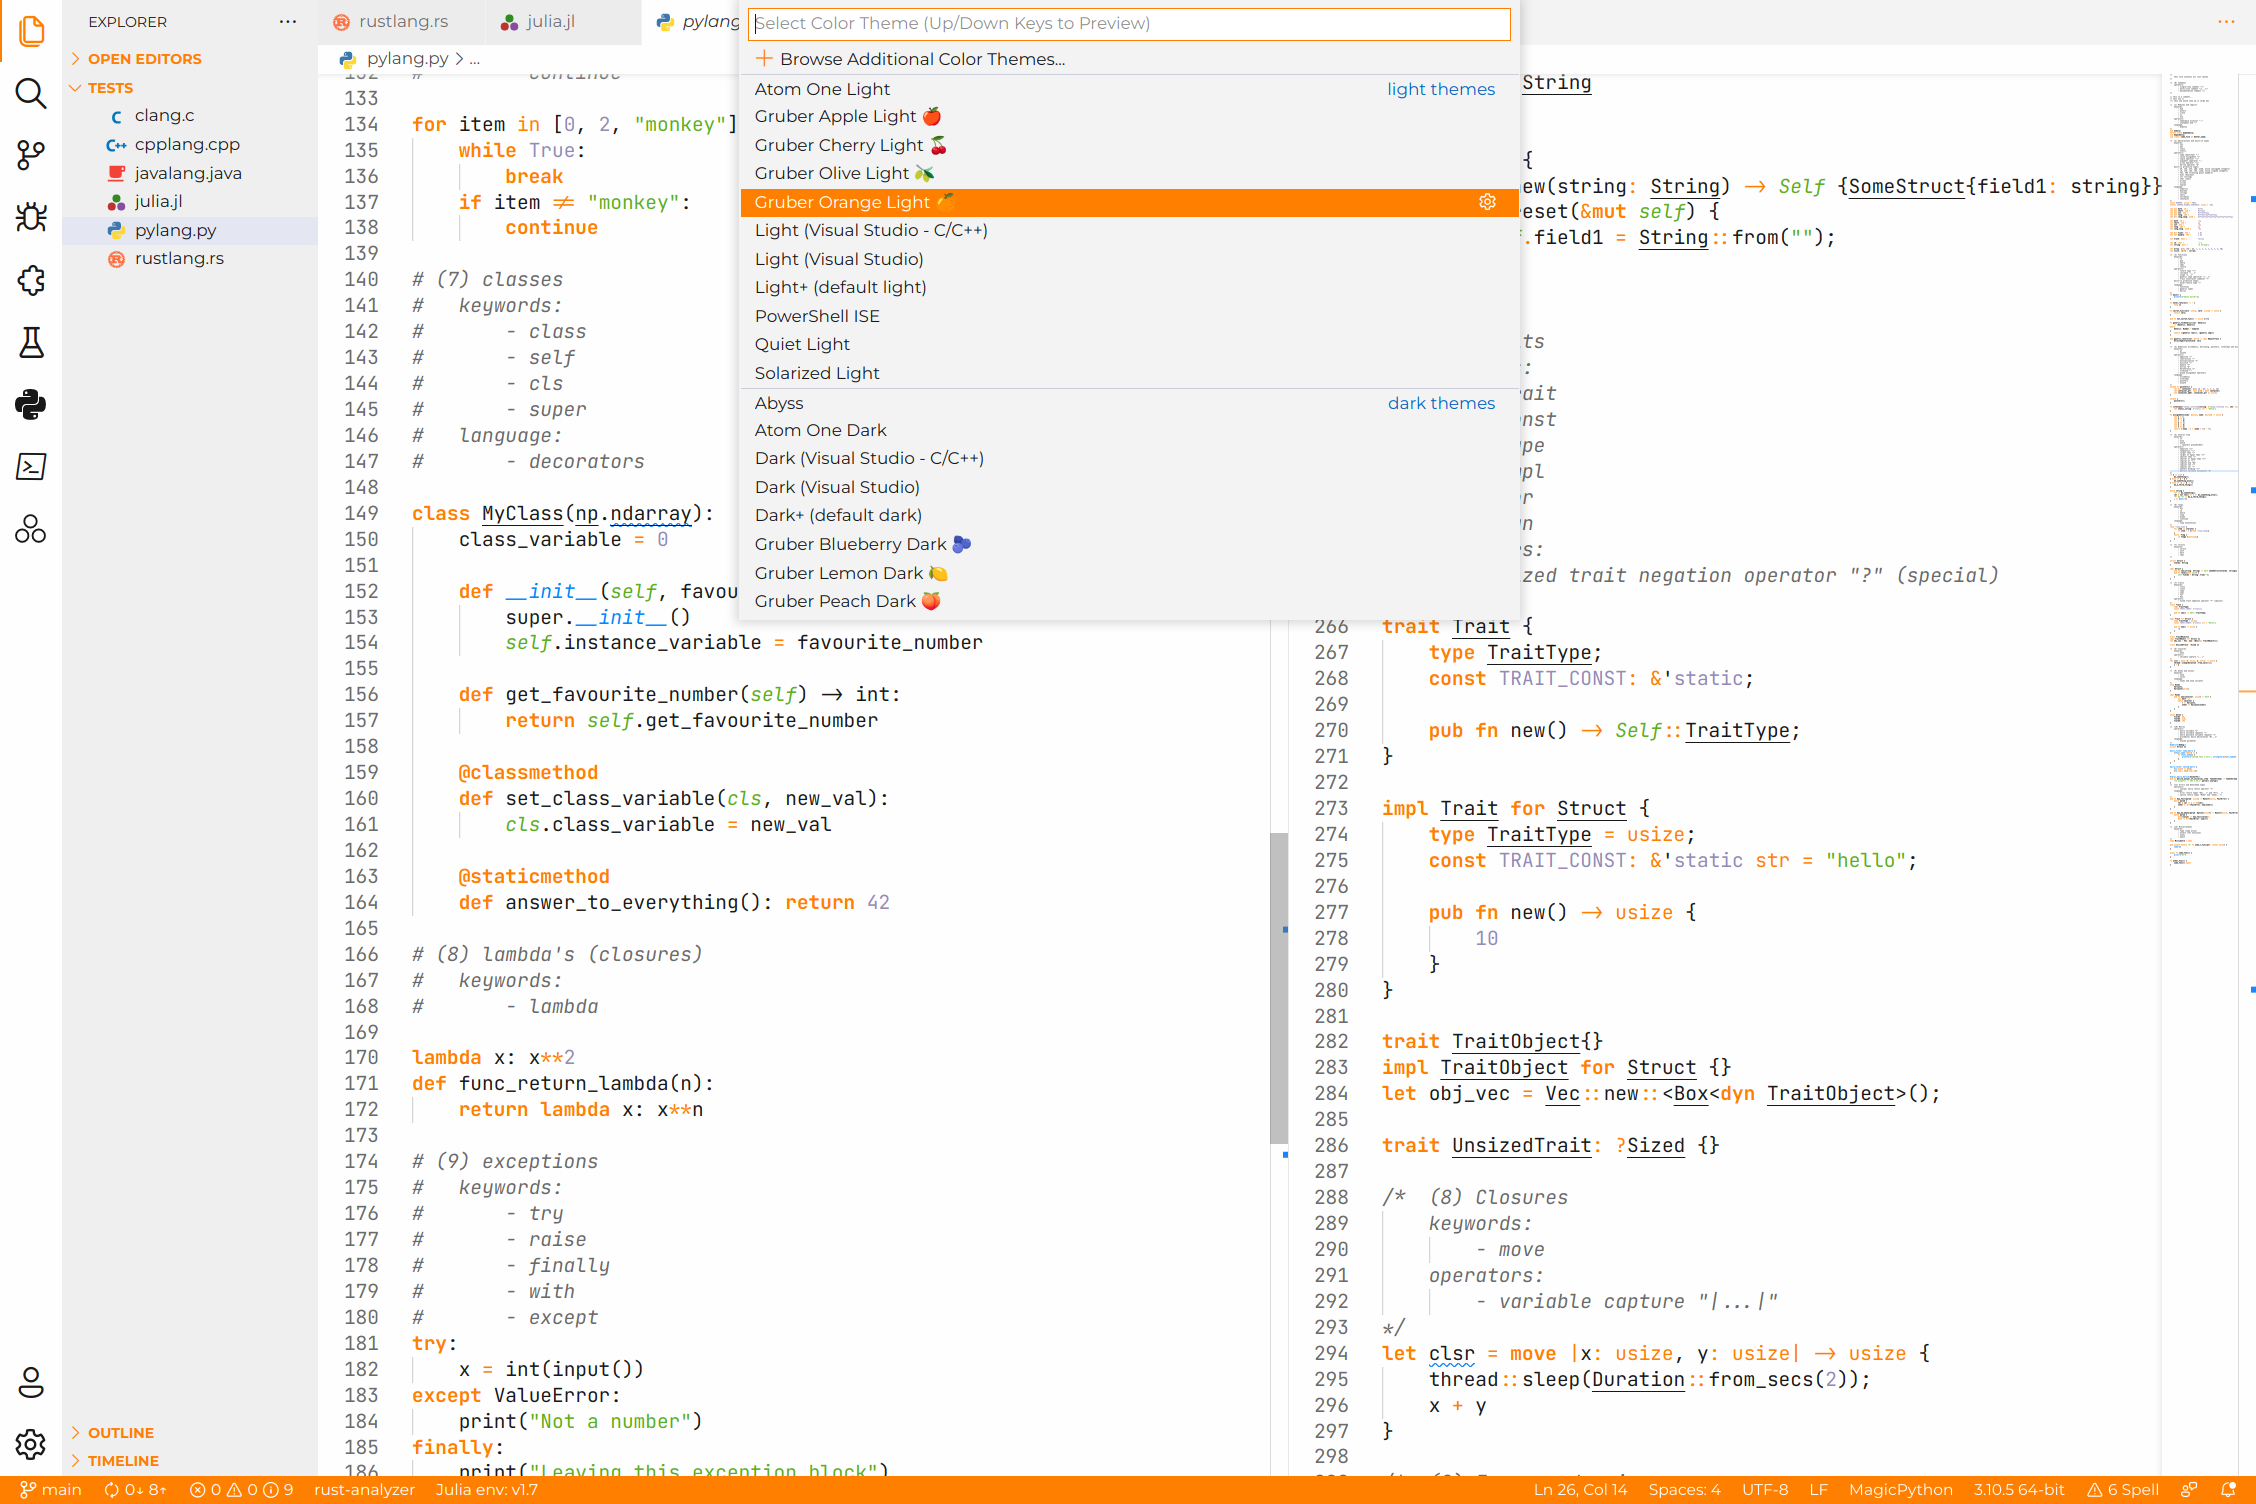 EXPLORER ...
OPEN EDITORS
TESTS
clang.c
cpplang.cpp
javalang.java
julia.jl
pylang.py
rustlang.rs
OUTLINE
TIMELINE
rustlang.rs
julia.jl
pylang
pylang.py > ...
Select Color Theme (Up/Down Keys to Preview)
+ Browse Additional Color Themes...
Atom One Light light themes
Gruber Apple Light 🍎
Gruber Cherry Light 🍒
Gruber Olive Light 🫒
Gruber Orange Light 🍊
Light (Visual Studio - C/C++)
Light (Visual Studio)
Light+ (default light)
PowerShell ISE
Quiet Light
Solarized Light
Abyss dark themes
Atom One Dark
Dark (Visual Studio - C/C++)
Dark (Visual Studio)
Dark+ (default dark)
Gruber Blueberry Dark 🫐
Gruber Lemon Dark 🍋
Gruber Peach Dark 🍑
132 # continue
133
134 for item in [0, 2, "monkey"]
135 while True:
136 break
137 if item ≠ "monkey":
138 continue
139
140 # (7) classes
141 # keywords:
142 # - class
143 # - self
144 # - cls
145 # - super
146 # language:
147 # - decorators
148
149 class MyClass(np.ndarray):
150 class_variable = 0
151
152 def __init__(self, favou
153 super.__init__()
154 self.instance_variable = favourite_number
155
156 def get_favourite_number(self) → int:
157 return self.get_favourite_number
158
159 @classmethod
160 def set_class_variable(cls, new_val):
161 cls.class_variable = new_val
162
163 @staticmethod
164 def answer_to_everything(): return 42
165
166 # (8) lambda's (closures)
167 # keywords:
168 # - lambda
169
170 lambda x: x**2
171 def func_return_lambda(n):
172 return lambda x: x**n
173
174 # (9) exceptions
175 # keywords:
176 # - try
177 # - raise
178 # - finally
179 # - with
180 # - except
181 try:
182 x = int(input())
183 except ValueError:
184 print("Not a number")
185 finally:
186 print("Leaving this exception block")
String
{
ew(string: String) → Self {SomeStruct{field1: string}}
reset(&mut self) {
.field1 = String::from("");
ts
:
ait
nst
pe
pl
r
n
s:
zed trait negation operator "?" (special)
266 trait Trait {
267 type TraitType;
268 const TRAIT_CONST: &'static;
269
270 pub fn new() → Self::TraitType;
271 }
272
273 impl Trait for Struct {
274 type TraitType = usize;
275 const TRAIT_CONST: &'static str = "hello";
276
277 pub fn new() → usize {
278 10
279 }
280 }
281
282 trait TraitObject{}
283 impl TraitObject for Struct {}
284 let obj_vec = Vec::new::<Box<dyn TraitObject>();
285
286 trait UnsizedTrait: ?Sized {}
287
288 /* (8) Closures
289 keywords:
290 - move
291 operators:
292 - variable capture "|...|"
293 */
294 let clsr = move |x: usize, y: usize| → usize {
295 thread::sleep(Duration::from_secs(2));
296 x + y
297 }
298
main 0↓ 8↑ 0 0 9 rust-analyzer Julia env: v1.7 Ln 26, Col 14 Spaces: 4 UTF-8 LF MagicPython 3.10.5 64-bit 6 Spell